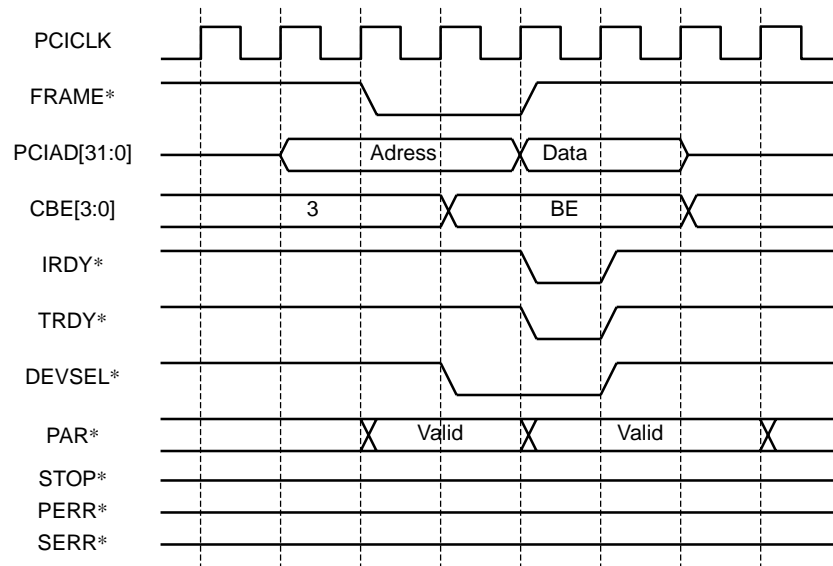 PCICLK
FRAME*
PCIAD[31:0] Adress Data
CBE[3:0] 3 BE
IRDY*
TRDY*
DEVSEL*
PAR* Valid Valid
STOP*
PERR*
SERR*